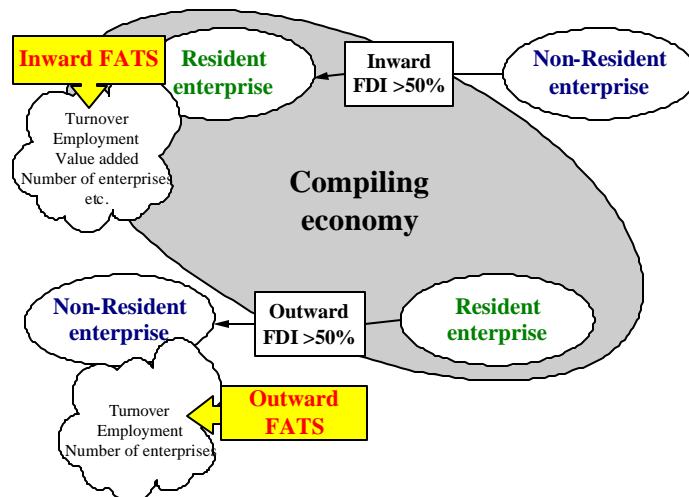 Inward FATS
Resident
enterprise
Inward
FDI >50%
Non-Resident
enterprise
Turnover
Employment
Value added
Number of enterprises
etc.
Compiling
economy
Non-Resident
enterprise
Outward
FDI >50%
Resident
enterprise
Turnover
Employment
Number of enterprises
Outward
FATS